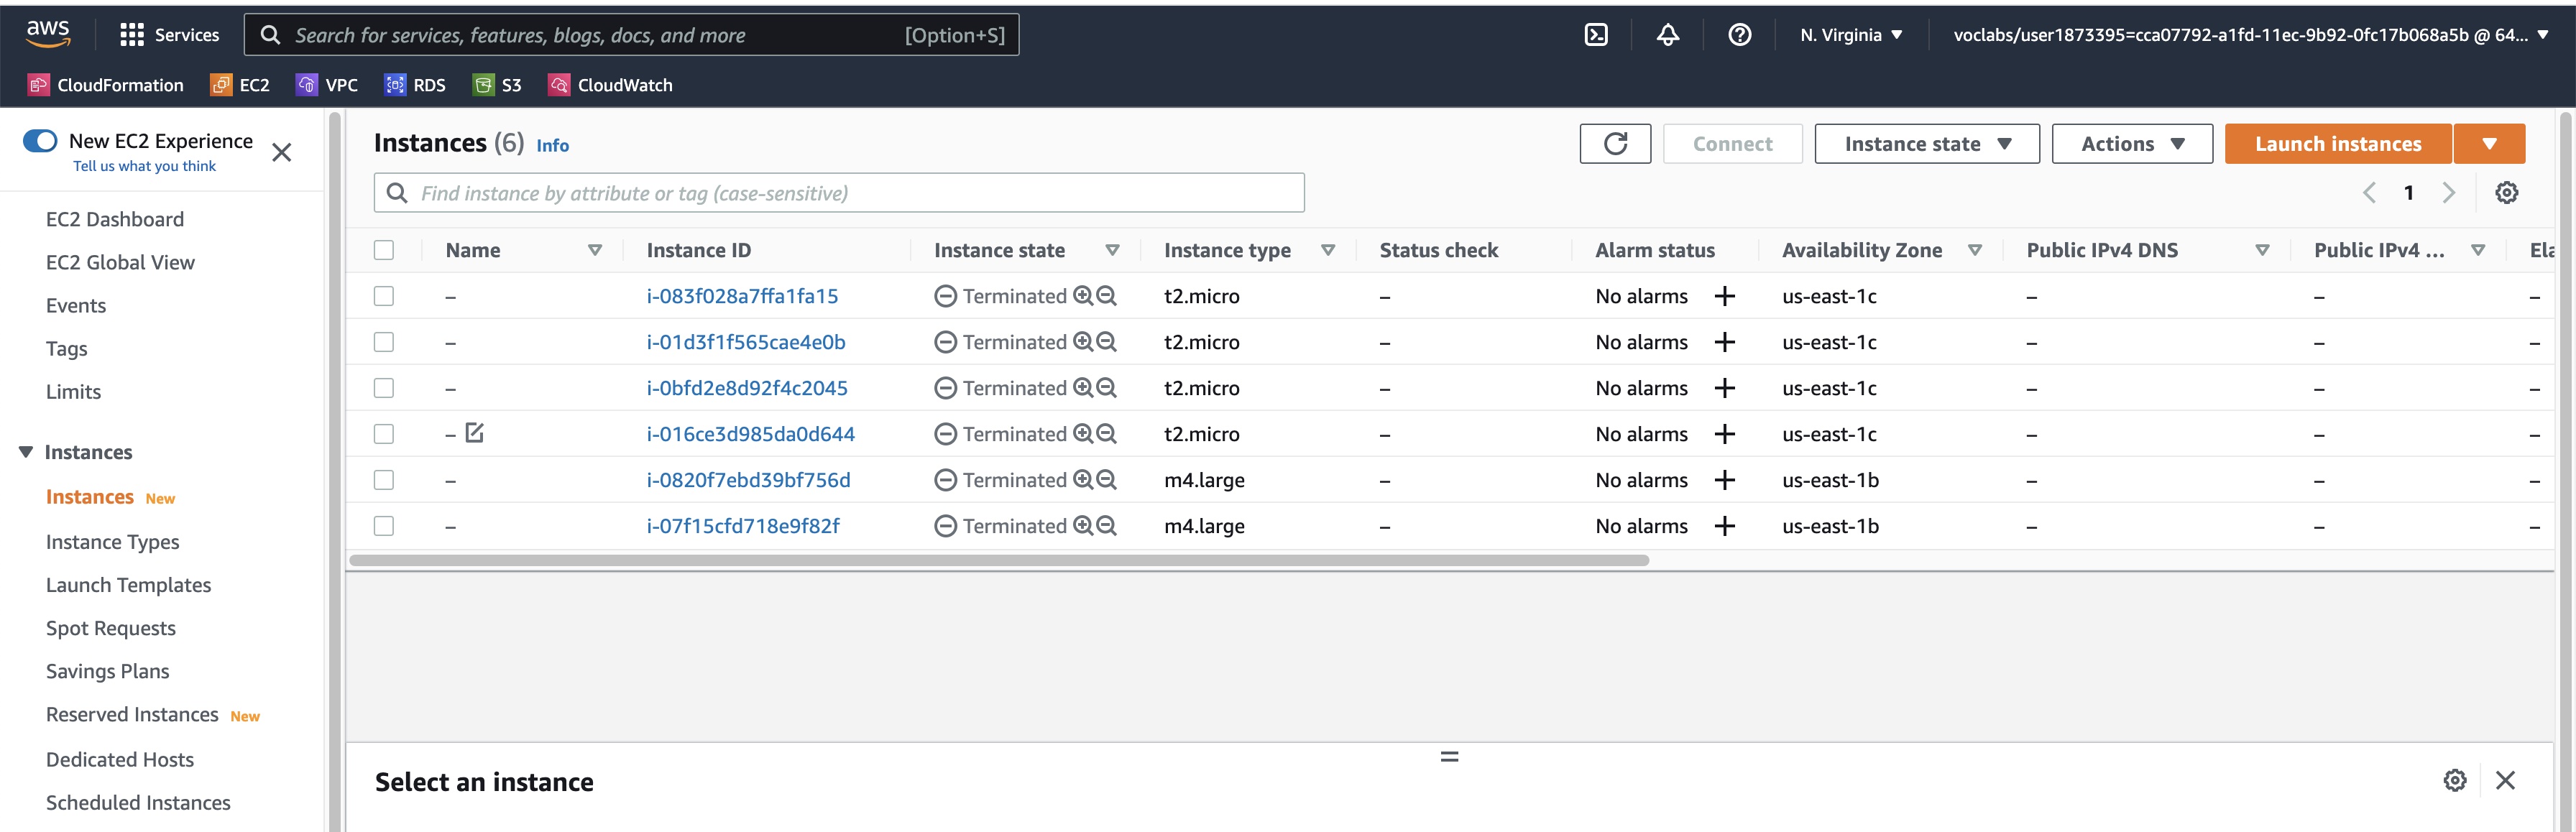 aws Services Search for services, features, blogs, docs, and more [Option+S] N. Virginia ▼ voclabs/user1873395=cca07792-a1fd-11ec-9b92-0fc17b068a5b @ 64... ▼
CloudFormation EC2 VPC RDS S3 CloudWatch
New EC2 Experience
Tell us what you think
EC2 Dashboard
EC2 Global View
Events
Tags
Limits
Instances
Instances New
Instance Types
Launch Templates
Spot Requests
Savings Plans
Reserved Instances New
Dedicated Hosts
Scheduled Instances
Instances (6) Info Connect Instance state Actions Launch instances
Find instance by attribute or tag (case-sensitive) 1
Name Instance ID Instance state Instance type Status check Alarm status Availability Zone Public IPv4 DNS Public IPv4 ... Ela
– i-083f028a7ffa1fa15 Terminated t2.micro – No alarms + us-east-1c – – –
– i-01d3f1f565cae4e0b Terminated t2.micro – No alarms + us-east-1c – – –
– i-0bfd2e8d92f4c2045 Terminated t2.micro – No alarms + us-east-1c – – –
– i-016ce3d985da0d644 Terminated t2.micro – No alarms + us-east-1c – – –
– i-0820f7ebd39bf756d Terminated m4.large – No alarms + us-east-1b – – –
– i-07f15cfd718e9f82f Terminated m4.large – No alarms + us-east-1b – – –
Select an instance